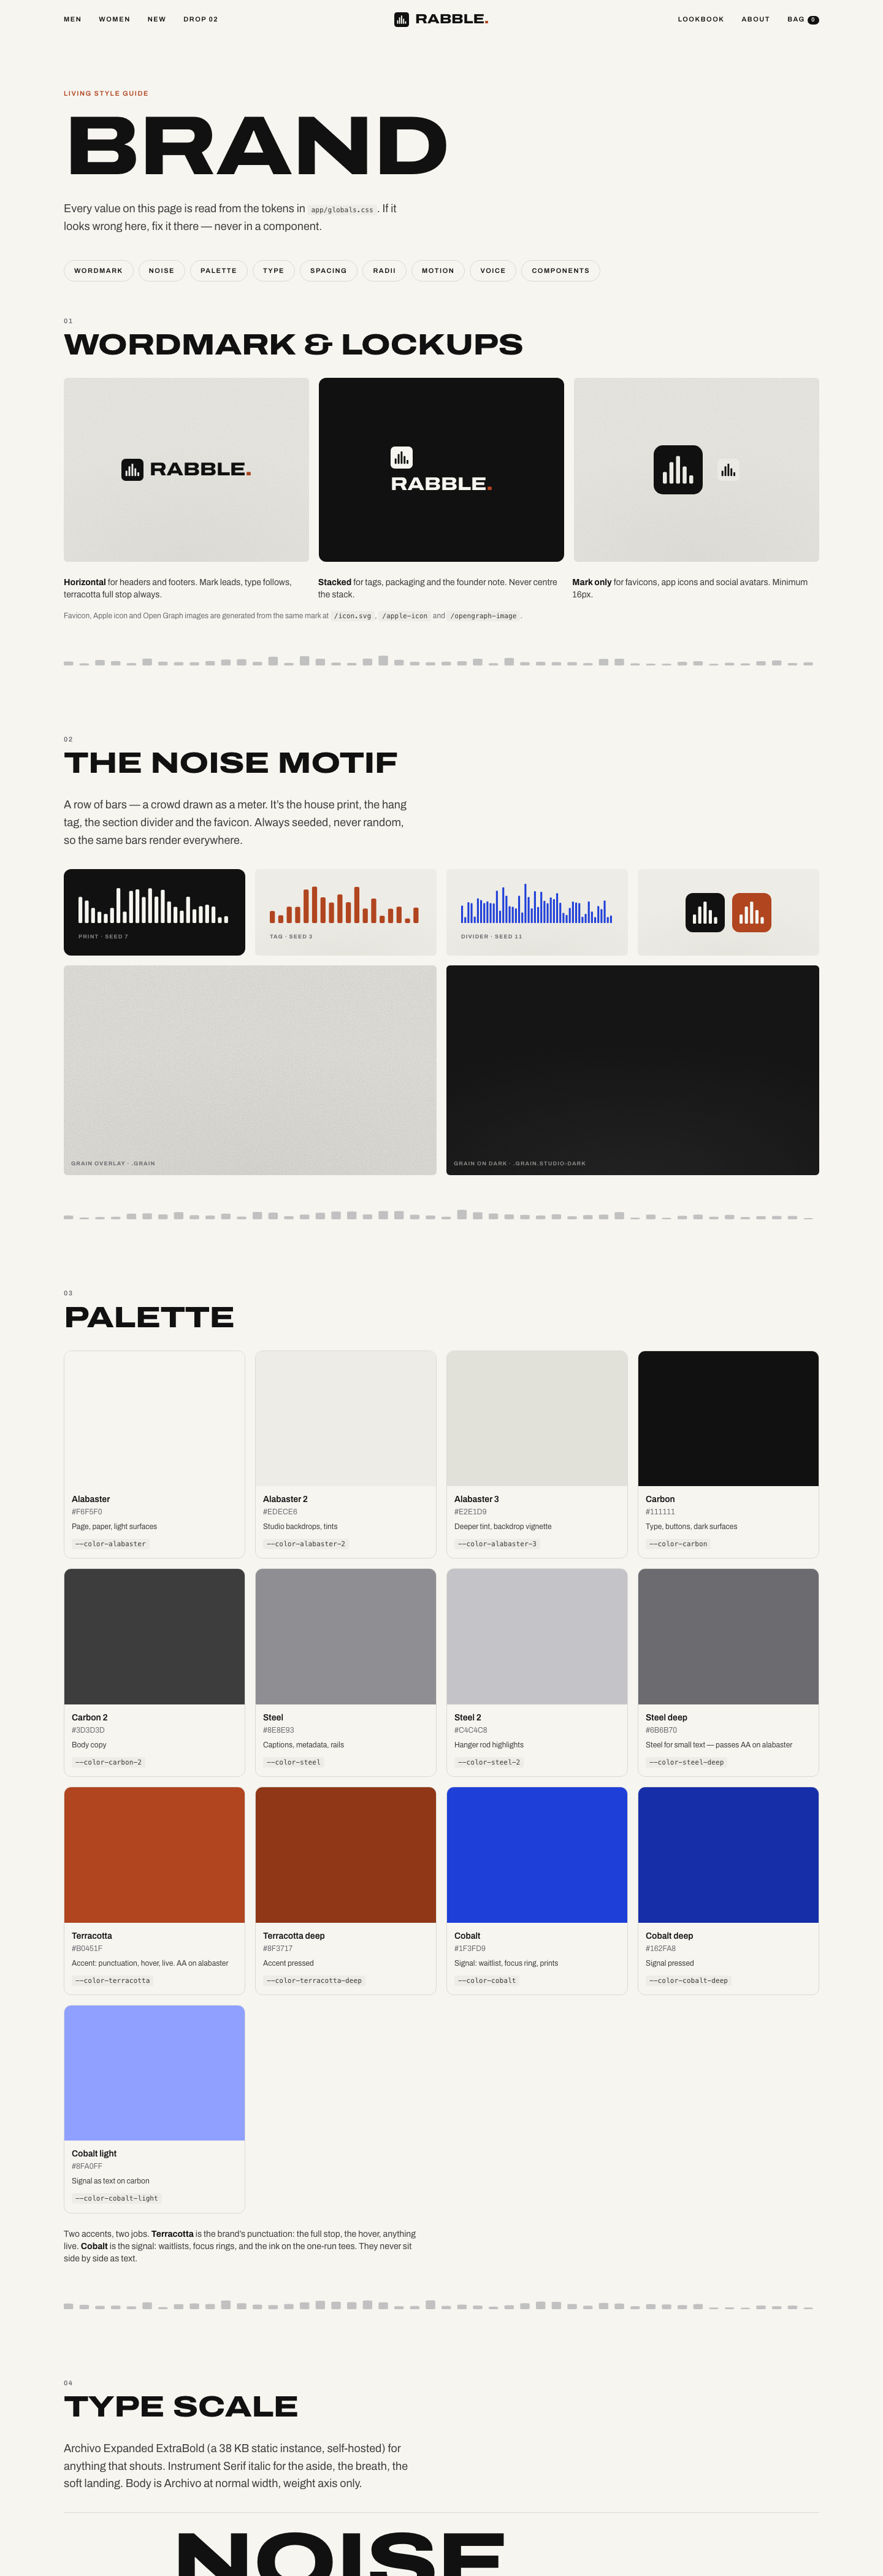 MEN WOMEN NEW DROP 02
RABBLE.
LOOKBOOK ABOUT BAG 0
LIVING STYLE GUIDE
BRAND
Every value on this page is read from the tokens in app/globals.css . If it
looks wrong here, fix it there — never in a component.
WORDMARK NOISE PALETTE TYPE SPACING RADII MOTION VOICE COMPONENTS
01
WORDMARK & LOCKUPS
RABBLE.
RABBLE.
Horizontal for headers and footers. Mark leads, type follows,
terracotta full stop always.
Stacked for tags, packaging and the founder note. Never centre
the stack.
Mark only for favicons, app icons and social avatars. Minimum
16px.
Favicon, Apple icon and Open Graph images are generated from the same mark at /icon.svg , /apple-icon and /opengraph-image .
02
THE NOISE MOTIF
A row of bars — a crowd drawn as a meter. It’s the house print, the hang
tag, the section divider and the favicon. Always seeded, never random,
so the same bars render everywhere.
PRINT · SEED 7
TAG · SEED 3
DIVIDER · SEED 11
GRAIN OVERLAY · .GRAIN
GRAIN ON DARK · .GRAIN.STUDIO-DARK
03
PALETTE
Alabaster
#F6F5F0
Page, paper, light surfaces
--color-alabaster
Alabaster 2
#EDECE6
Studio backdrops, tints
--color-alabaster-2
Alabaster 3
#E2E1D9
Deeper tint, backdrop vignette
--color-alabaster-3
Carbon
#111111
Type, buttons, dark surfaces
--color-carbon
Carbon 2
#3D3D3D
Body copy
--color-carbon-2
Steel
#8E8E93
Captions, metadata, rails
--color-steel
Steel 2
#C4C4C8
Hanger rod highlights
--color-steel-2
Steel deep
#6B6B70
Steel for small text — passes AA on alabaster
--color-steel-deep
Terracotta
#B0451F
Accent: punctuation, hover, live. AA on alabaster
--color-terracotta
Terracotta deep
#8F3717
Accent pressed
--color-terracotta-deep
Cobalt
#1F3FD9
Signal: waitlist, focus ring, prints
--color-cobalt
Cobalt deep
#162FA8
Signal pressed
--color-cobalt-deep
Cobalt light
#8FA0FF
Signal as text on carbon
--color-cobalt-light
Two accents, two jobs. Terracotta is the brand’s punctuation: the full stop, the hover, anything
live. Cobalt is the signal: waitlists, focus rings, and the ink on the one-run tees. They never sit
side by side as text.
04
TYPE SCALE
Archivo Expanded ExtraBold (a 38 KB static instance, self-hosted) for
anything that shouts. Instrument Serif italic for the aside, the breath, the
soft landing. Body is Archivo at normal width, weight axis only.
NOISE